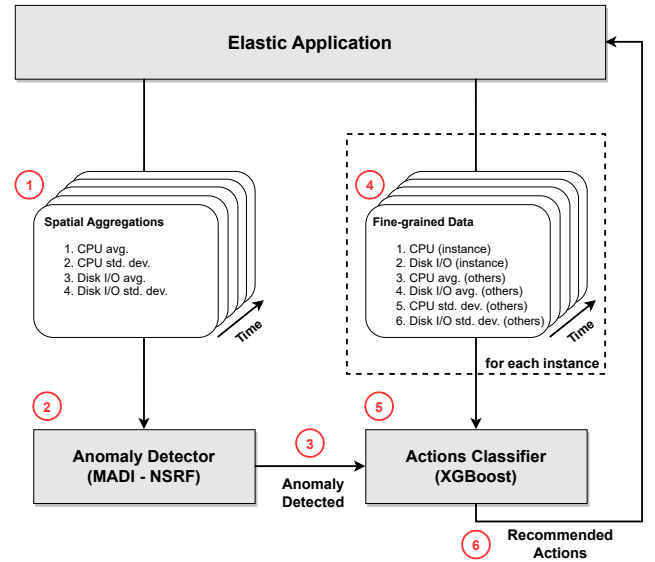 Elastic Application
1
Spatial Aggregations
1. CPU avg.
2. CPU std. dev.
3. Disk I/O avg.
4. Disk I/O std. dev.
Time
4
Fine-grained Data
1. CPU (instance)
2. Disk I/O (instance)
3. CPU avg. (others)
4. Disk I/O avg. (others)
5. CPU std. dev. (others)
6. Disk I/O std. dev. (others)
Time
for each instance
2
Anomaly Detector
(MADI - NSRF)
3
Anomaly
Detected
5
Actions Classifier
(XGBoost)
6
Recommended
Actions